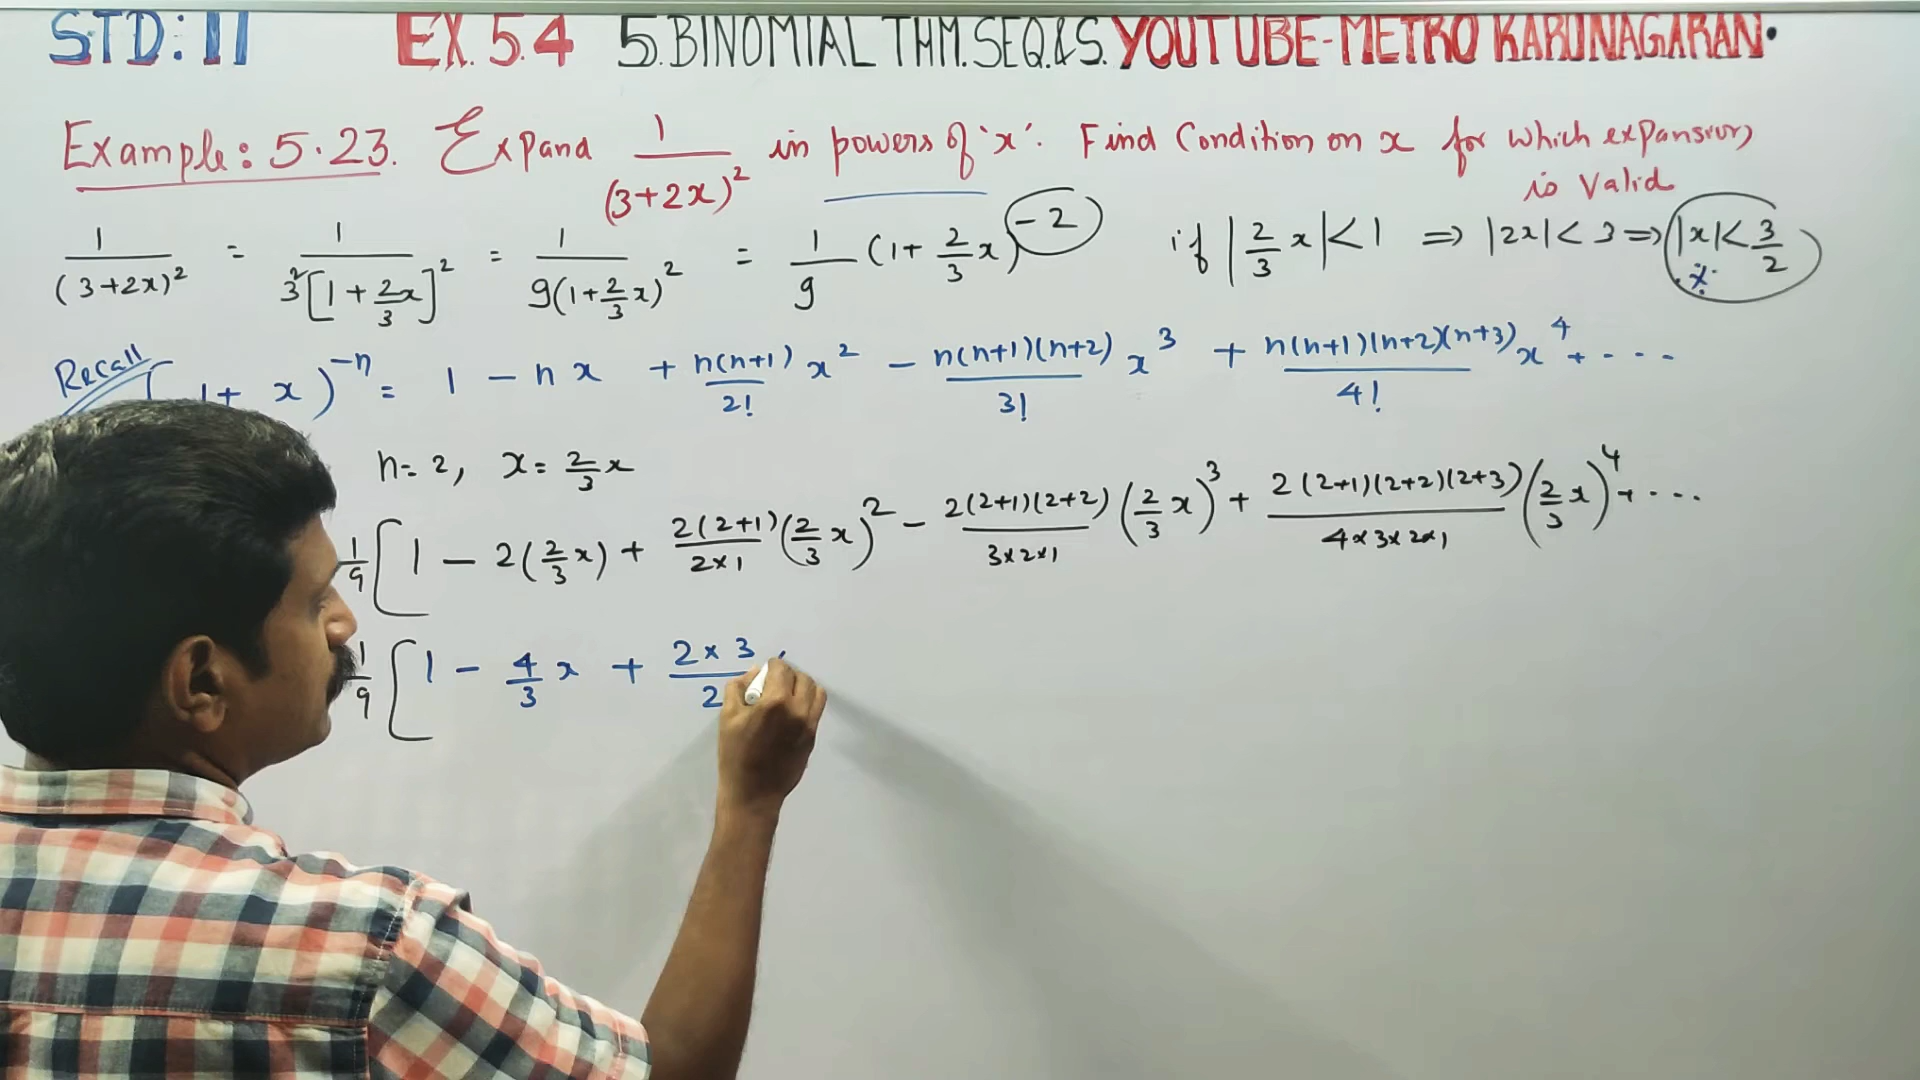 STD: 11 EX. 5.4 5. BINOMIAL THM. SEQ.&S. YOUTUBE-METRO KARUNAGARAN.
Example: 5.23. Expand 1/(3+2x)² in powers of 'x'. Find Condition on x for which expansion
is Valid
1/(3+2x)² = 1/3²[1+2x/3]² = 1/9(1+2/3 x)² = 1/9 (1+ 2/3 x)⁻² if |2/3 x|<1 ⇒ |2x|<3 ⇒ |x|<3/2
Recall (1+x)⁻ⁿ = 1 - nx + n(n+1)/2! x² - n(n+1)(n+2)/3! x³ + n(n+1)(n+2)(n+3)/4! x⁴ + ....
n=2, x= 2/3 x
1/9 [1 - 2(2/3 x) + 2(2+1)/2×1 (2/3 x)² - 2(2+1)(2+2)/3×2×1 (2/3 x)³ + 2(2+1)(2+2)(2+3)/4×3×2×1 (2/3 x)⁴ + ....
1/9 [1 - 4/3 x + 2×3/2